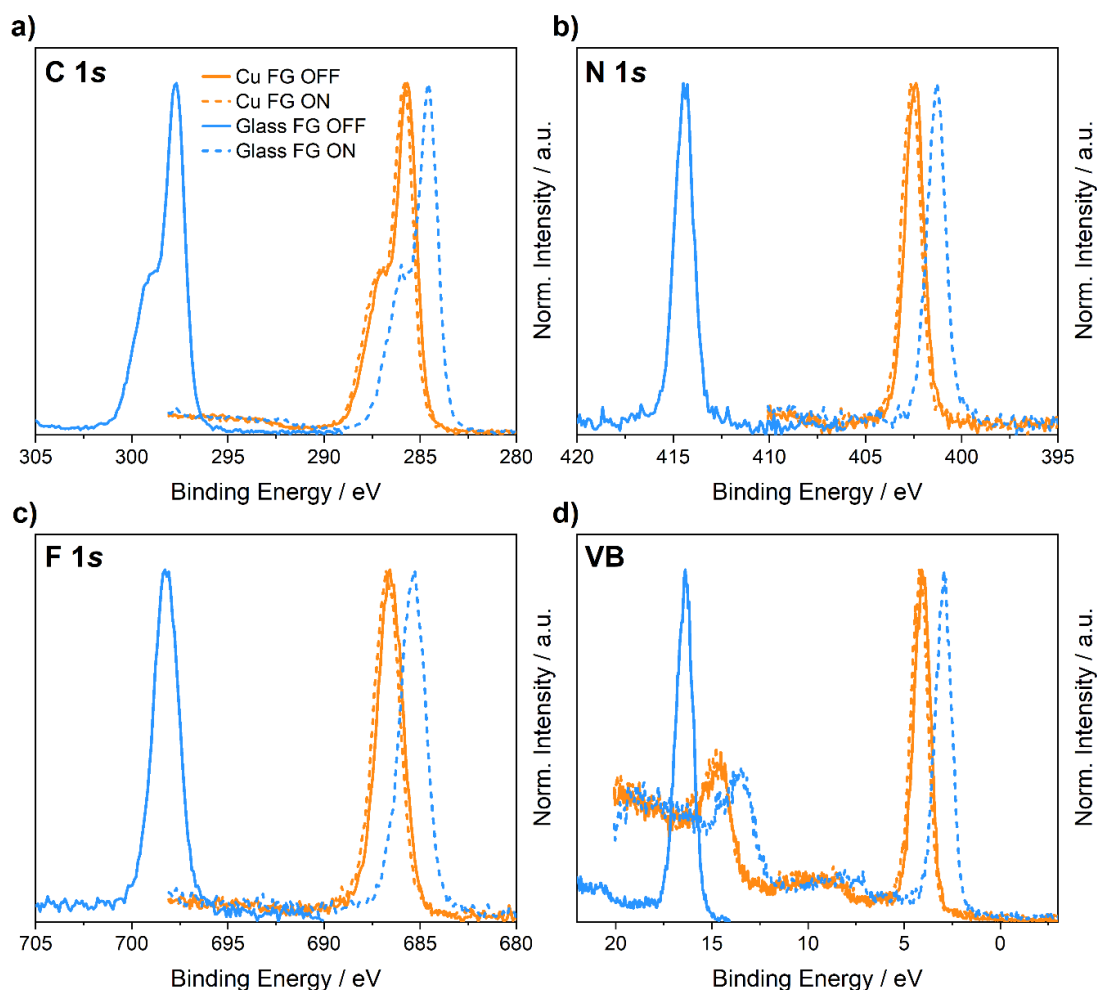 a)
C 1s
Cu FG OFF
Cu FG ON
Glass FG OFF
Glass FG ON
Norm. Intensity / a.u.
305 300 295 290 285 280
Binding Energy / eV
b)
N 1s
Norm. Intensity / a.u.
420 415 410 405 400 395
Binding Energy / eV
c)
F 1s
Norm. Intensity / a.u.
705 700 695 690 685 680
Binding Energy / eV
d)
VB
Norm. Intensity / a.u.
20 15 10 5 0
Binding Energy / eV